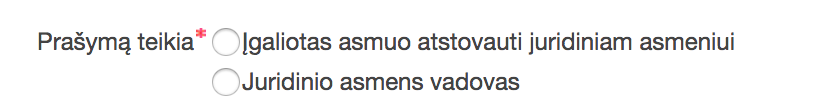 Prašymą teikia* Įgaliotas asmuo atstovauti juridiniam asmeniui
Juridinio asmens vadovas